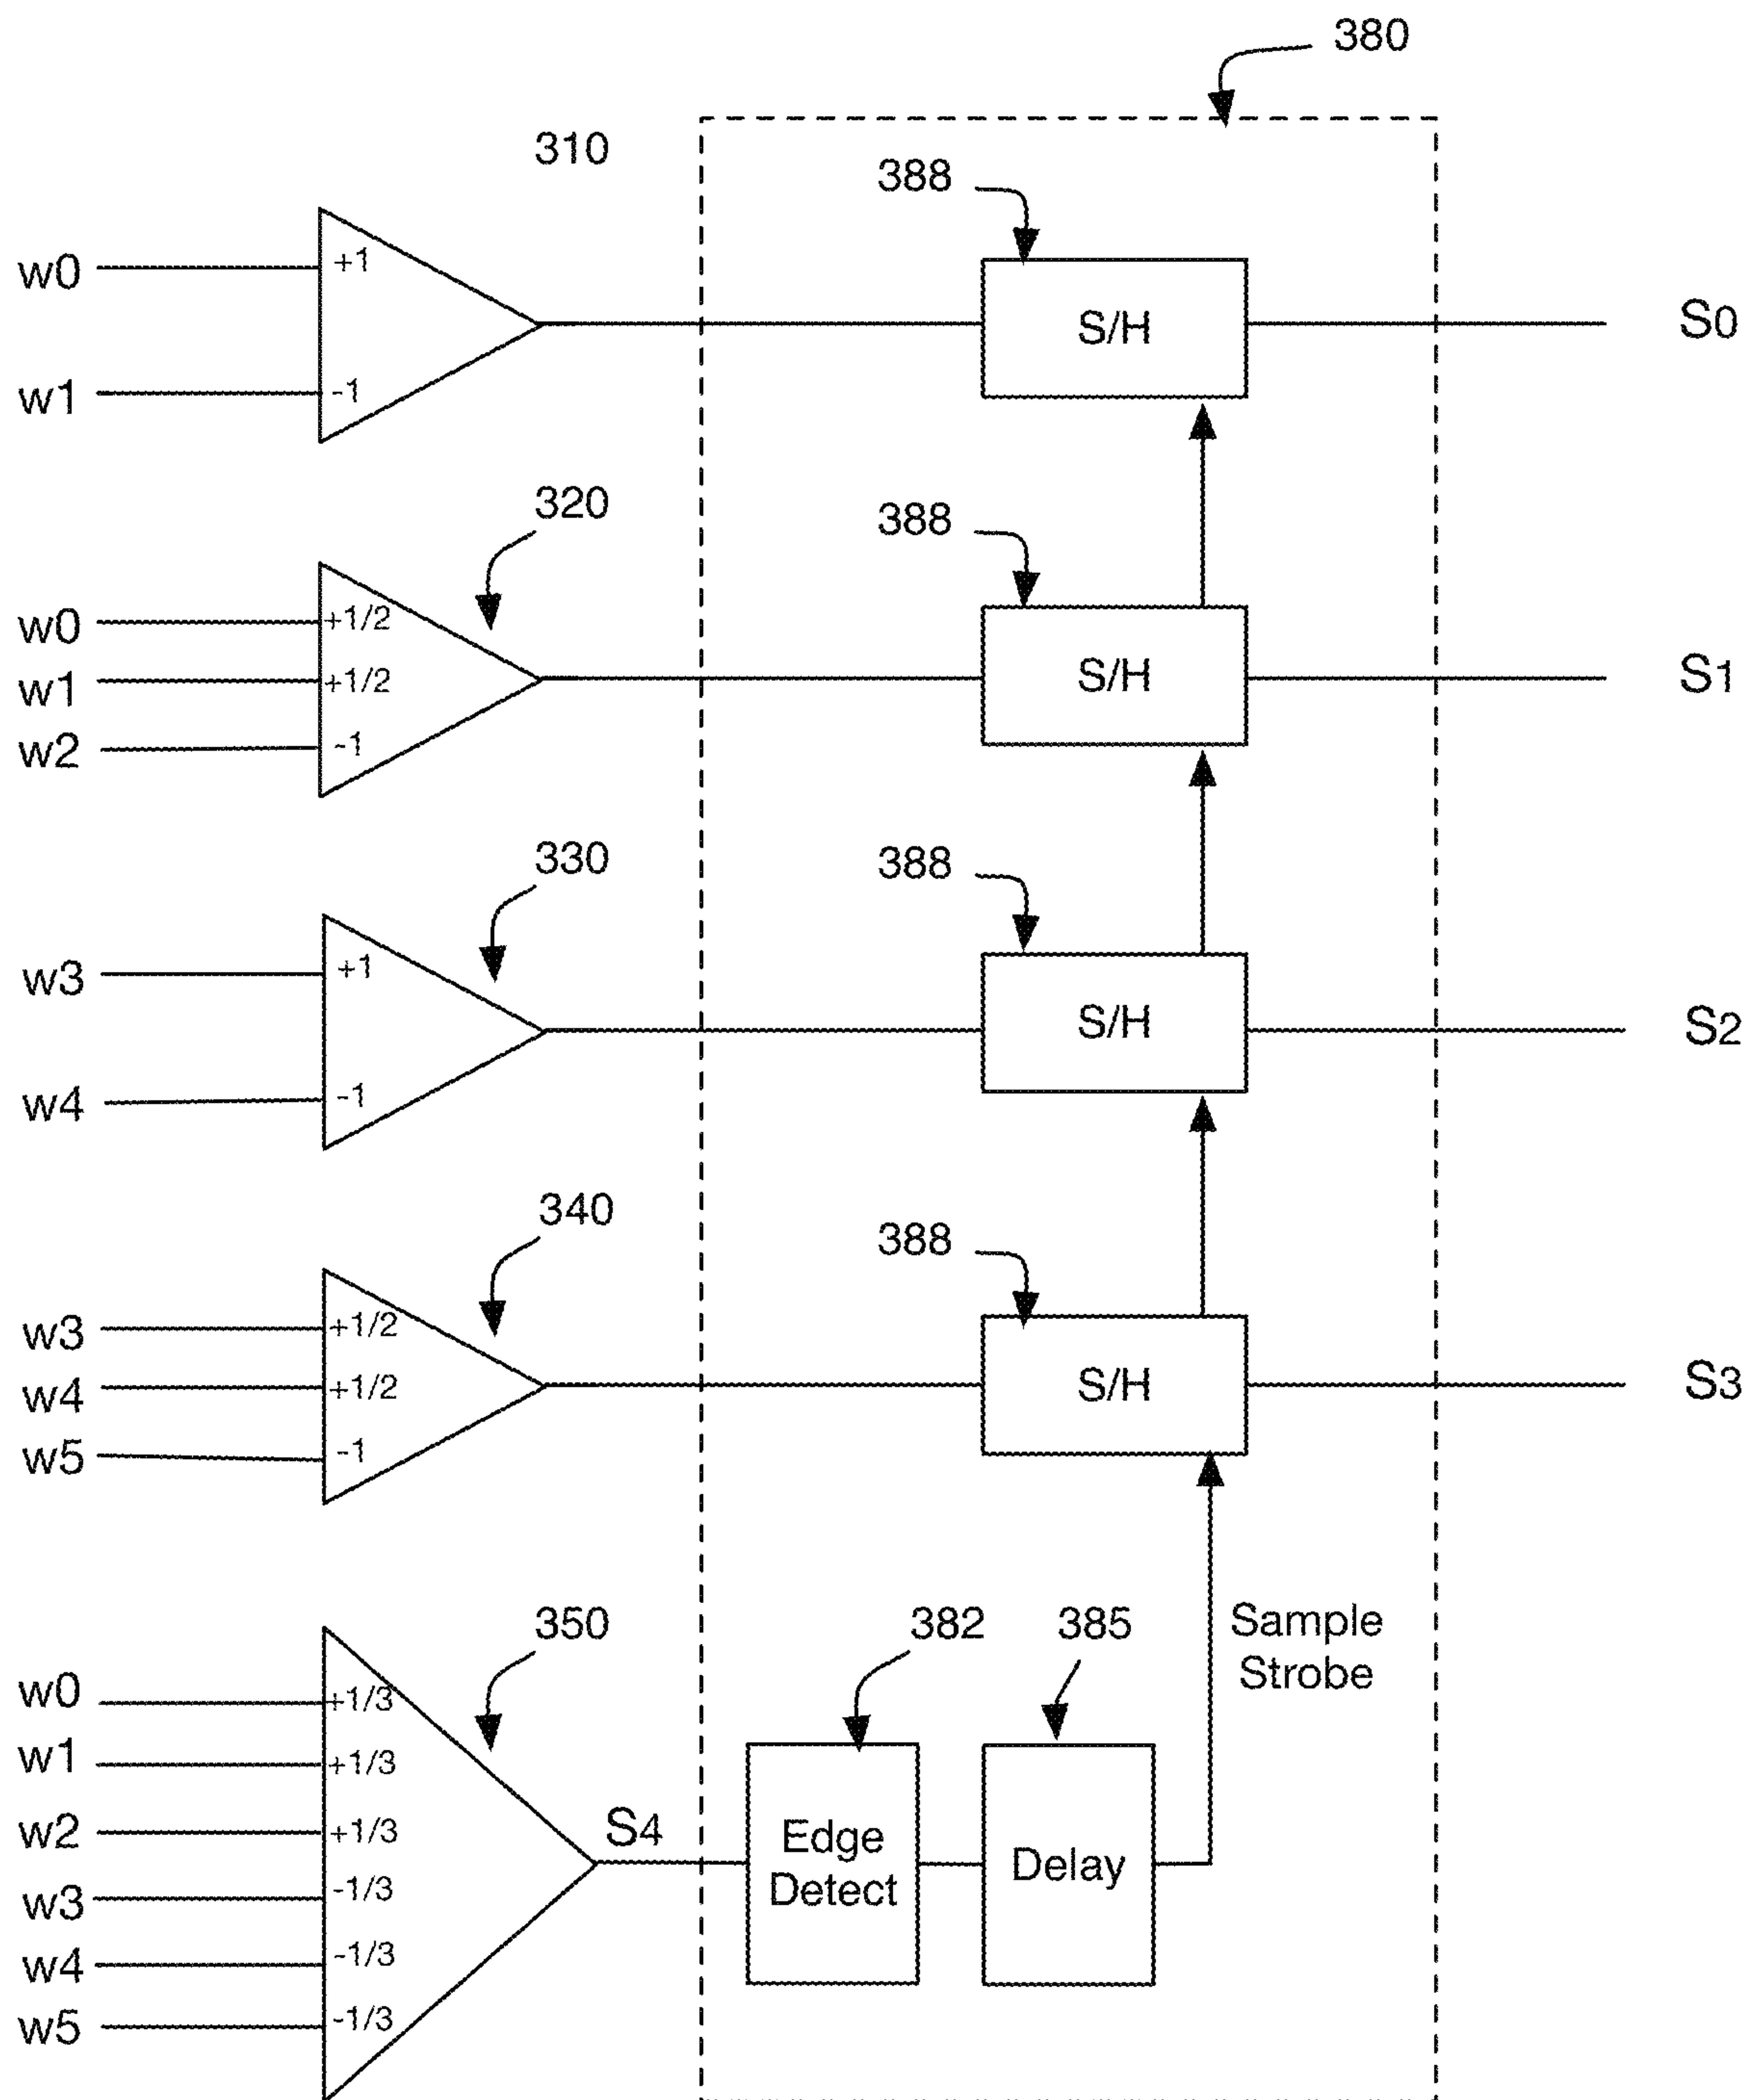 380
310
388
w0
+1
S/H
S0
w1
-1
320
388
w0
+1/2
w1
+1/2
S/H
S1
w2
-1
330
388
w3
+1
S/H
S2
w4
-1
340
388
w3
+1/2
w4
+1/2
S/H
S3
w5
-1
350
382
385
Sample
Strobe
w0
+1/3
w1
+1/3
w2
+1/3
S4
Edge
Detect
Delay
w3
-1/3
w4
-1/3
w5
-1/3